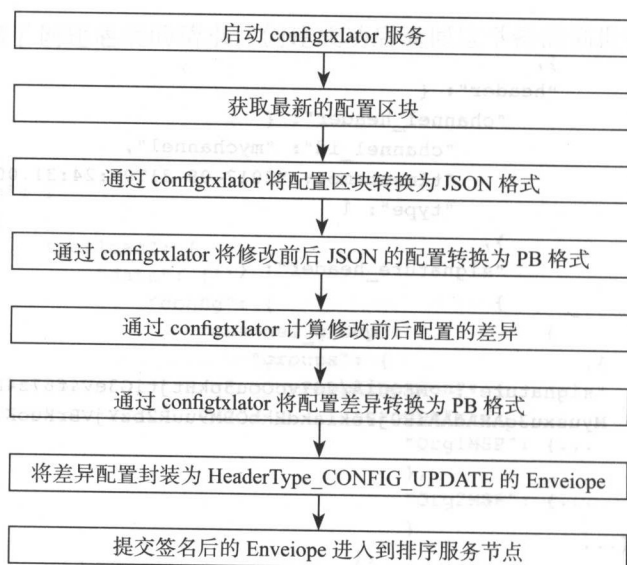 启动 configtxlator 服务
获取最新的配置区块
通过 configtxlator 将配置区块转换为 JSON 格式
通过 configtxlator 将修改前后 JSON 的配置转换为 PB 格式
通过 configtxlator 计算修改前后配置的差异
通过 configtxlator 将配置差异转换为 PB 格式
将差异配置封装为 HeaderType_CONFIG_UPDATE 的 Enveiope
提交签名后的 Enveiope 进入到排序服务节点